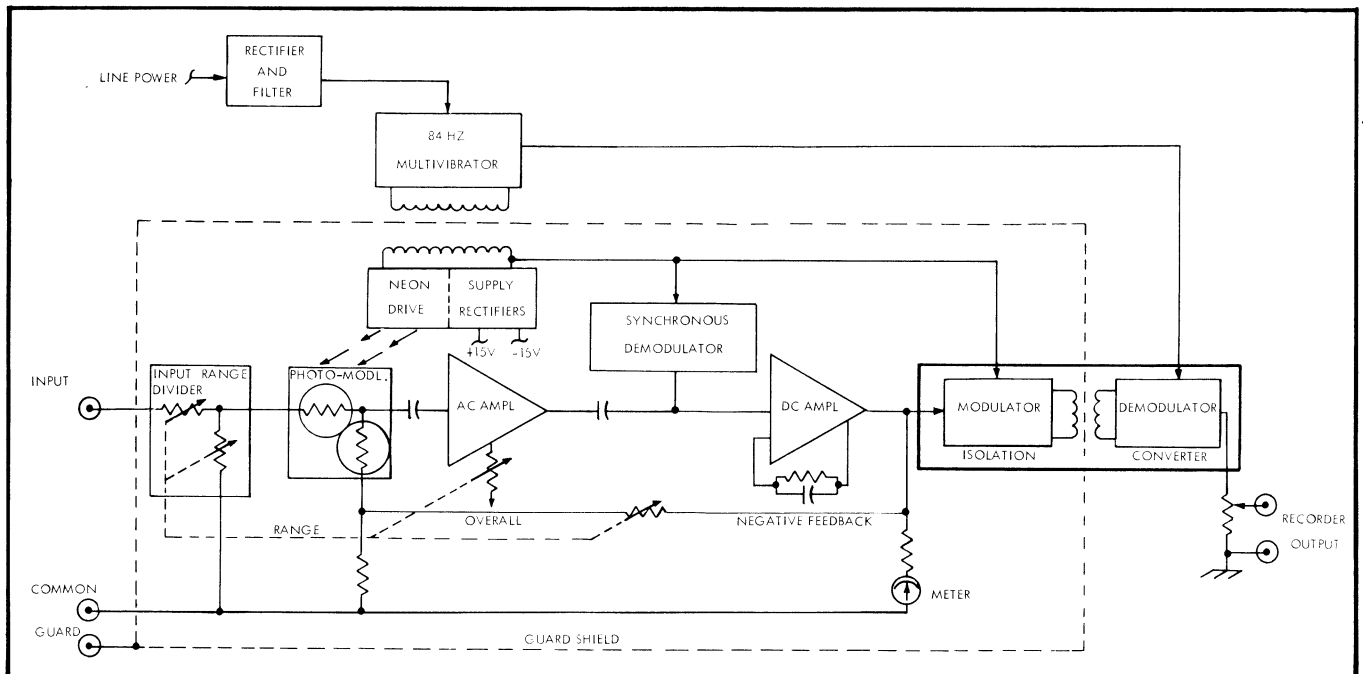 RECTIFIER
AND
FILTER
LINE POWER
84 HZ
MULTIVIBRATOR
NEON
DRIVE
SUPPLY
RECTIFIERS
+15V
-15V
SYNCHRONOUS
DEMODULATOR
INPUT
INPUT RANGE
DIVIDER
PHOTO-MODL.
AC AMPL
DC AMPL
MODULATOR
DEMODULATOR
ISOLATION
CONVERTER
RANGE
OVERALL
NEGATIVE FEEDBACK
RECORDER
OUTPUT
COMMON
METER
GUARD
GUARD SHIELD